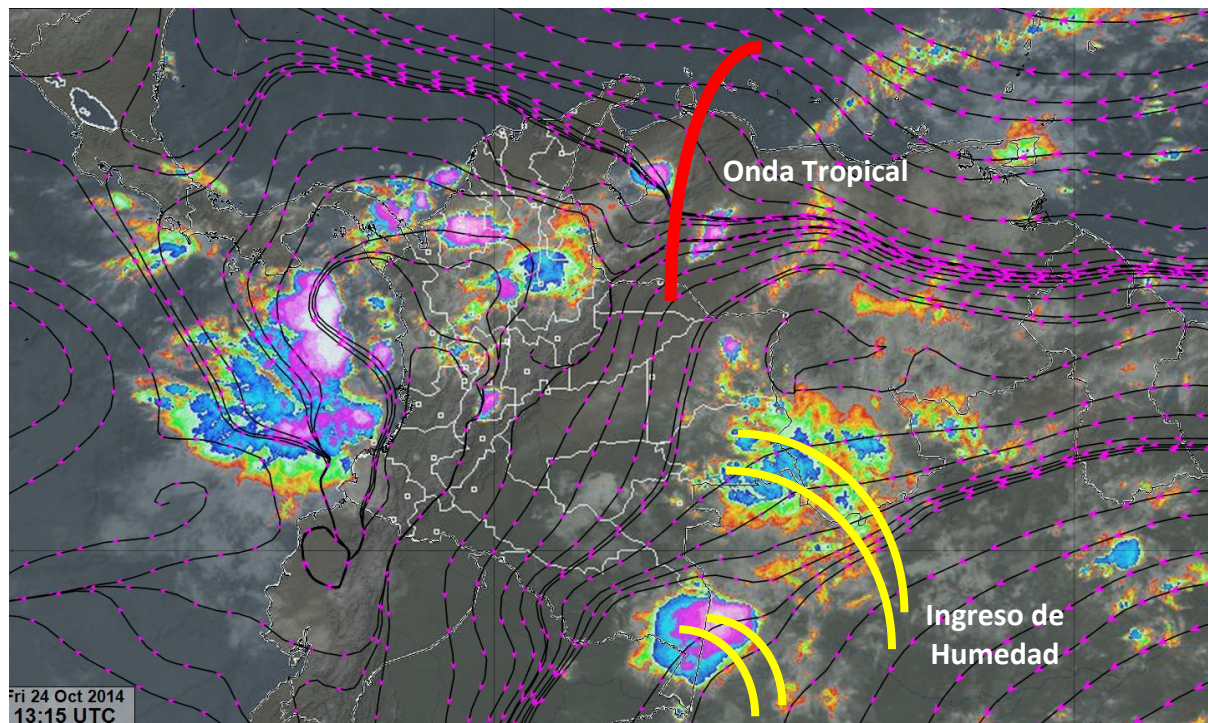 Onda Tropical
Ingreso de
Humedad
Fri 24 Oct 2014
13:15 UTC